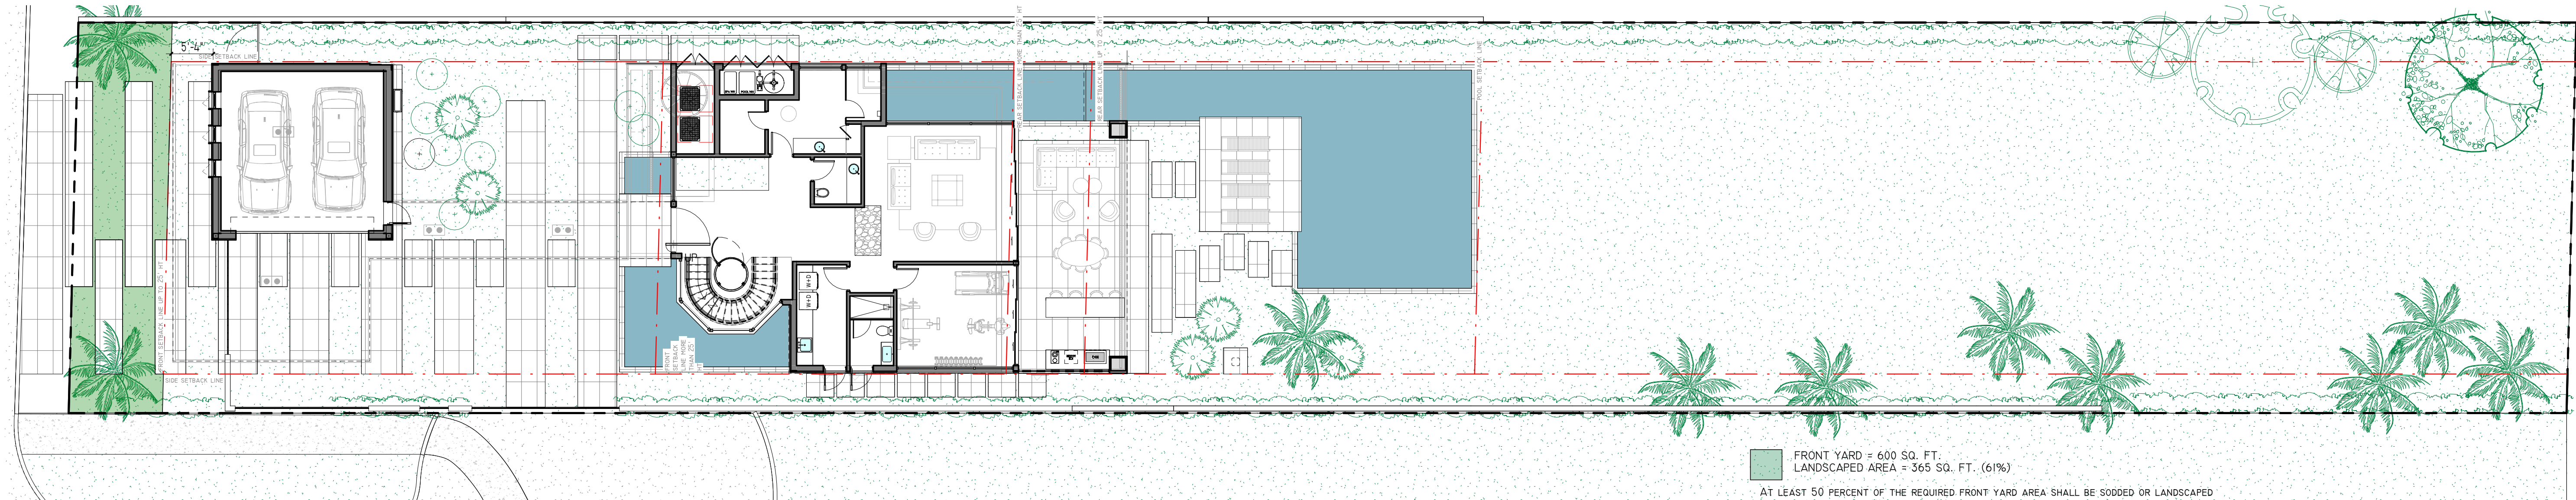 5'-4"
SIDE SETBACK LINE
FRONT SETBACK LINE UP TO 25' HT
SIDE SETBACK LINE
POOL
UP
W+D
W+D
FRONT
SETBACK
LINE MORE
THAN 25'
HT
REAR SETBACK LINE MORE THAN 25' HT
REAR SETBACK LINE UP TO 25' HT
POOL SETBACK LINE
FRONT YARD = 600 SQ. FT.
LANDSCAPED AREA = 365 SQ. FT. (61%)
AT LEAST 50 PERCENT OF THE REQUIRED FRONT YARD AREA SHALL BE SODDED OR LANDSCAPED